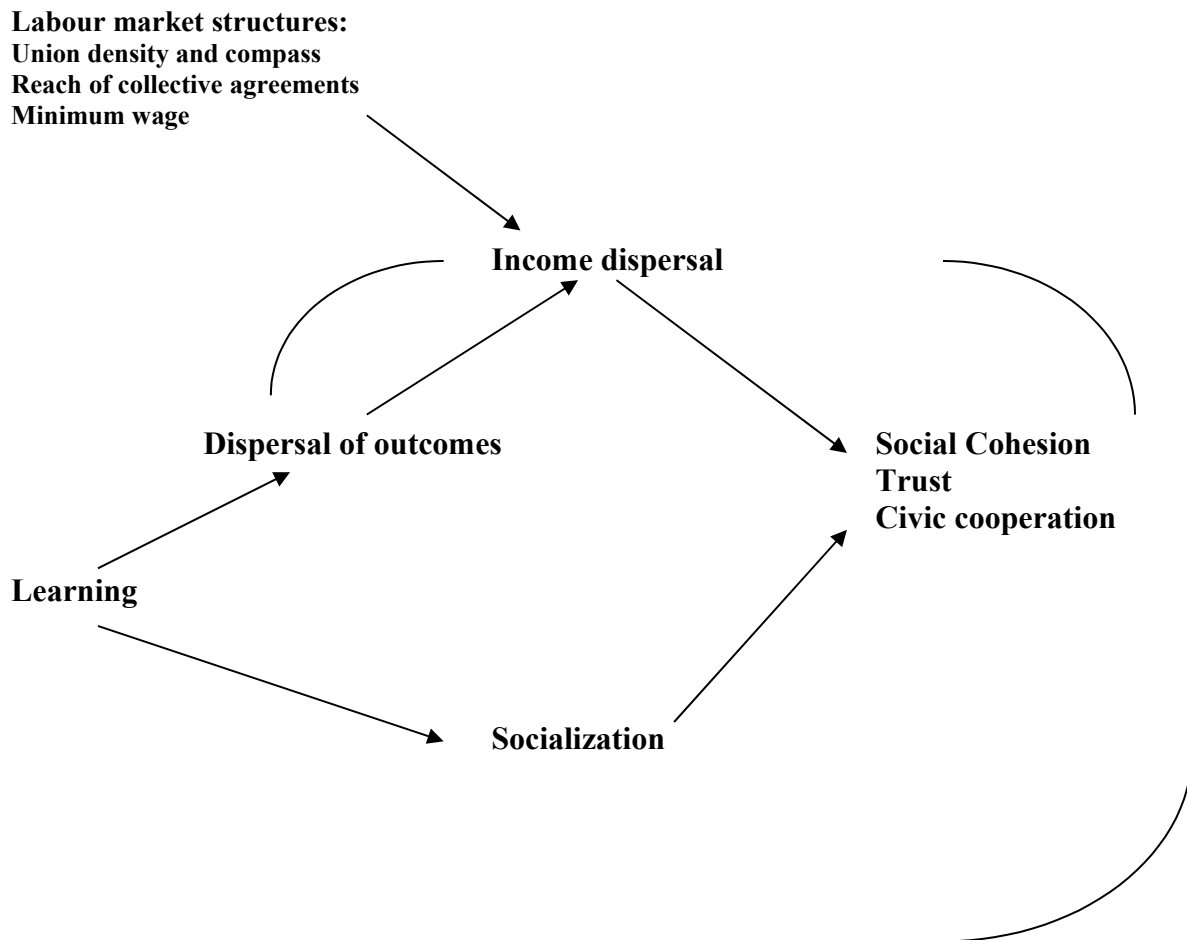 Labour market structures:
Union density and compass
Reach of collective agreements
Minimum wage
Income dispersal
Dispersal of outcomes
Social Cohesion
Trust
Civic cooperation
Learning
Socialization